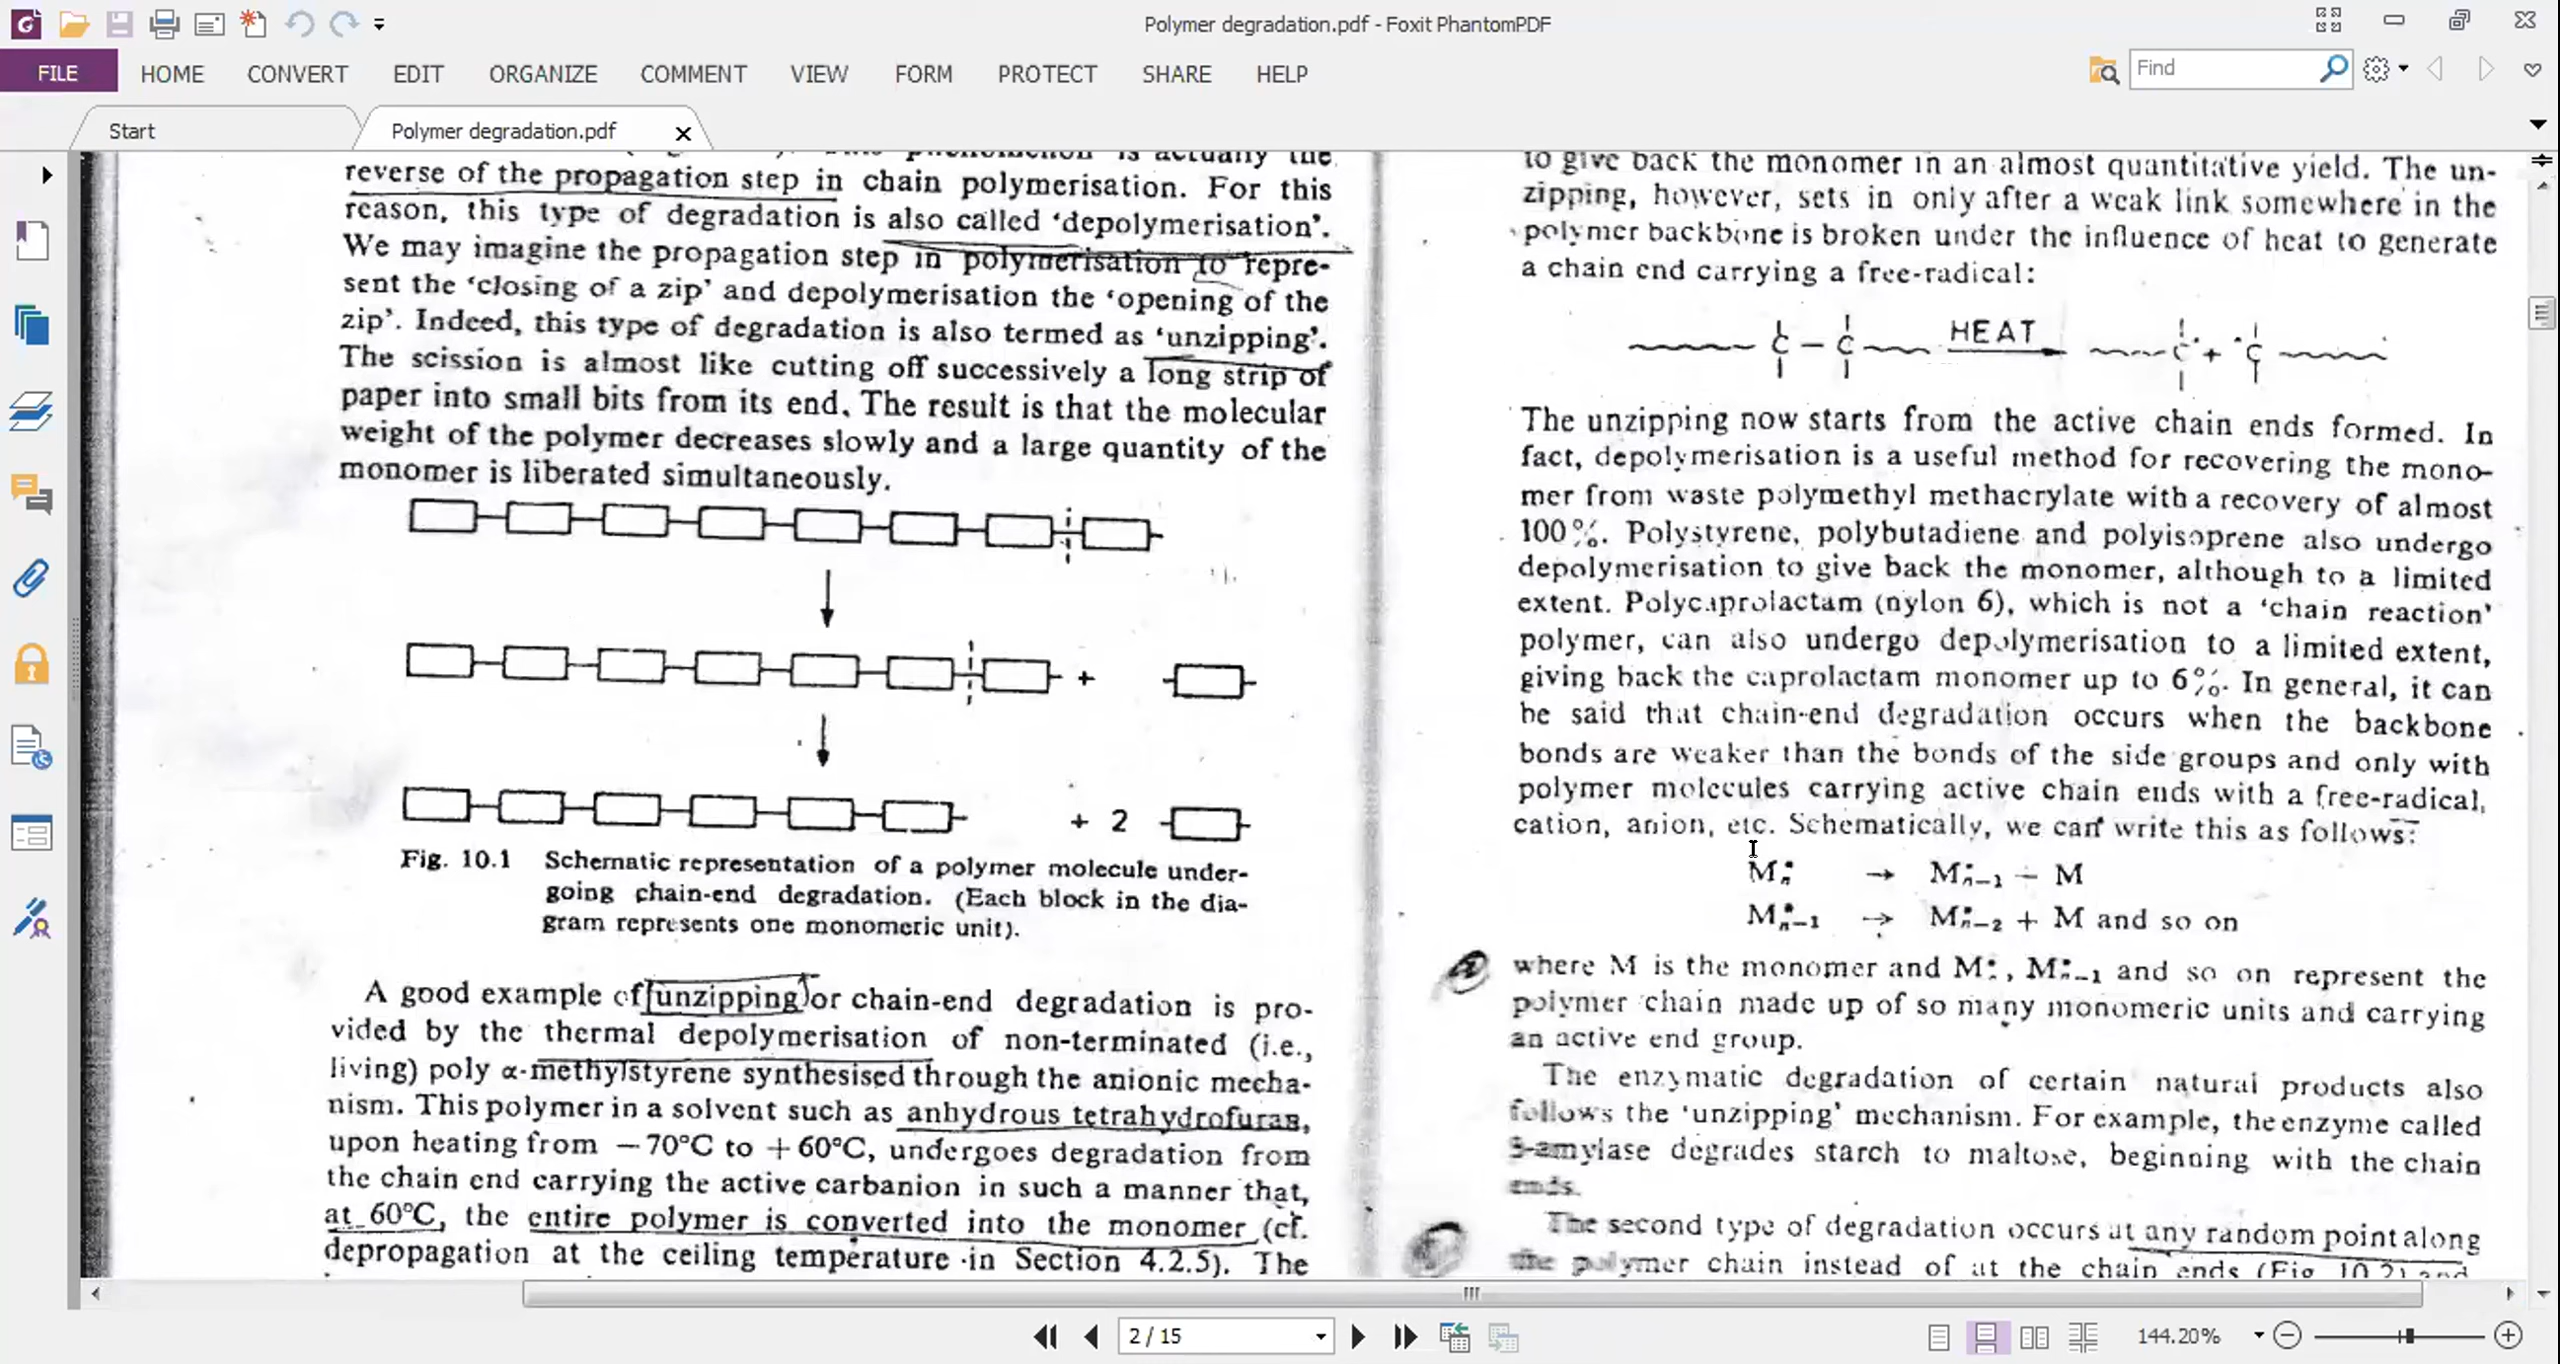 Polymer degradation.pdf - Foxit PhantomPDF
FILE HOME CONVERT EDIT ORGANIZE COMMENT VIEW FORM PROTECT SHARE HELP
Find
Start
Polymer degradation.pdf
phenomenon is actually the
reverse of the propagation step in chain polymerisation. For this
reason, this type of degradation is also called ‘depolymerisation’.
We may imagine the propagation step in polymerisation to repre-
sent the ‘closing of a zip’ and depolymerisation the ‘opening of the
zip’. Indeed, this type of degradation is also termed as ‘unzipping’.
The scission is almost like cutting off successively a long strip of
paper into small bits from its end. The result is that the molecular
weight of the polymer decreases slowly and a large quantity of the
monomer is liberated simultaneously.
+
+ 2
Fig. 10.1 Schematic representation of a polymer molecule under-
going chain-end degradation. (Each block in the dia-
gram represents one monomeric unit).
A good example of unzipping or chain-end degradation is pro-
vided by the thermal depolymerisation of non-terminated (i.e.,
living) poly α-methylstyrene synthesised through the anionic mecha-
nism. This polymer in a solvent such as anhydrous tetrahydrofuran,
upon heating from −70°C to +60°C, undergoes degradation from
the chain end carrying the active carbanion in such a manner that,
at 60°C, the entire polymer is converted into the monomer (cf.
depropagation at the ceiling temperature in Section 4.2.5). The
to give back the monomer in an almost quantitative yield. The un-
zipping, however, sets in only after a weak link somewhere in the
polymer backbone is broken under the influence of heat to generate
a chain end carrying a free-radical:
C – C HEAT C· + ·C
The unzipping now starts from the active chain ends formed. In
fact, depolymerisation is a useful method for recovering the mono-
mer from waste polymethyl methacrylate with a recovery of almost
100%. Polystyrene, polybutadiene and polyisoprene also undergo
depolymerisation to give back the monomer, although to a limited
extent. Polycaprolactam (nylon 6), which is not a ‘chain reaction’
polymer, can also undergo depolymerisation to a limited extent,
giving back the caprolactam monomer up to 6%. In general, it can
be said that chain-end degradation occurs when the backbone
bonds are weaker than the bonds of the side groups and only with
polymer molecules carrying active chain ends with a free-radical,
cation, anion, etc. Schematically, we can write this as follows:
M*n → M*n−1 − M
M*n−1 → M*n−2 + M and so on
where M is the monomer and M*, M*n−1 and so on represent the
polymer chain made up of so many monomeric units and carrying
an active end group.
The enzymatic degradation of certain natural products also
follows the ‘unzipping’ mechanism. For example, the enzyme called
β-amylase degrades starch to maltose, beginning with the chain
ends.
The second type of degradation occurs at any random point along
the polymer chain instead of at the chain ends (Fig. 10.2) and
2 / 15
144.20%